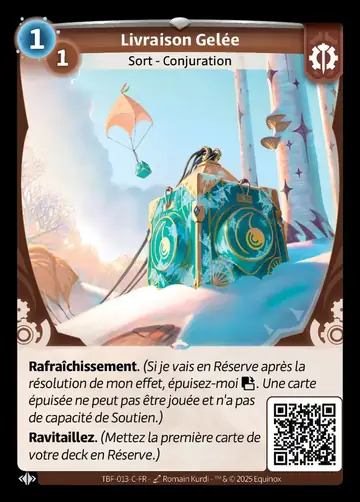 1
1
Livraison Gelée
Sort - Conjuration
Rafraîchissement. (Si je vais en Réserve après la
résolution de mon effet, épuisez-moi. Une carte
épuisée ne peut pas être jouée et n'a pas
de capacité de Soutien.)
Ravitaillez. (Mettez la première carte de
votre deck en Réserve.)
TBF-013-C-FR - Romain Kurdi - ™ & © 2025 Equinox